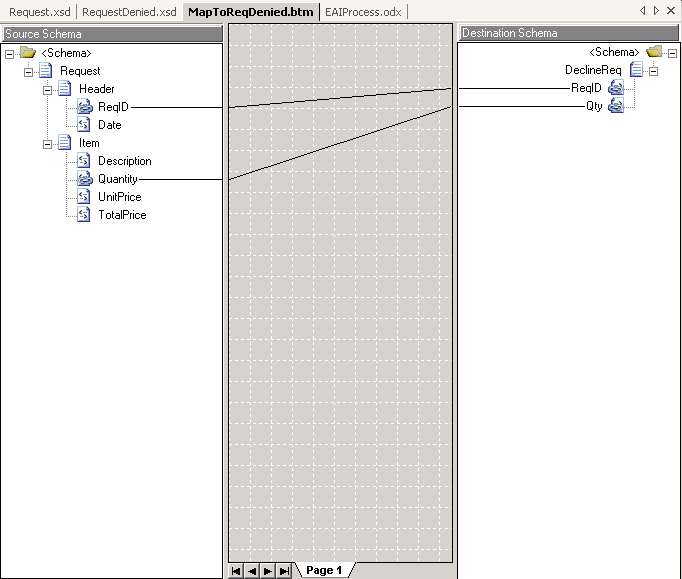 Request.xsd RequestDenied.xsd MapToReqDenied.btm EAIProcess.odx
Source Schema
<Schema>
Request
Header
ReqID
Date
Item
Description
Quantity
UnitPrice
TotalPrice
Destination Schema
<Schema>
DeclineReq
ReqID
Qty
Page 1